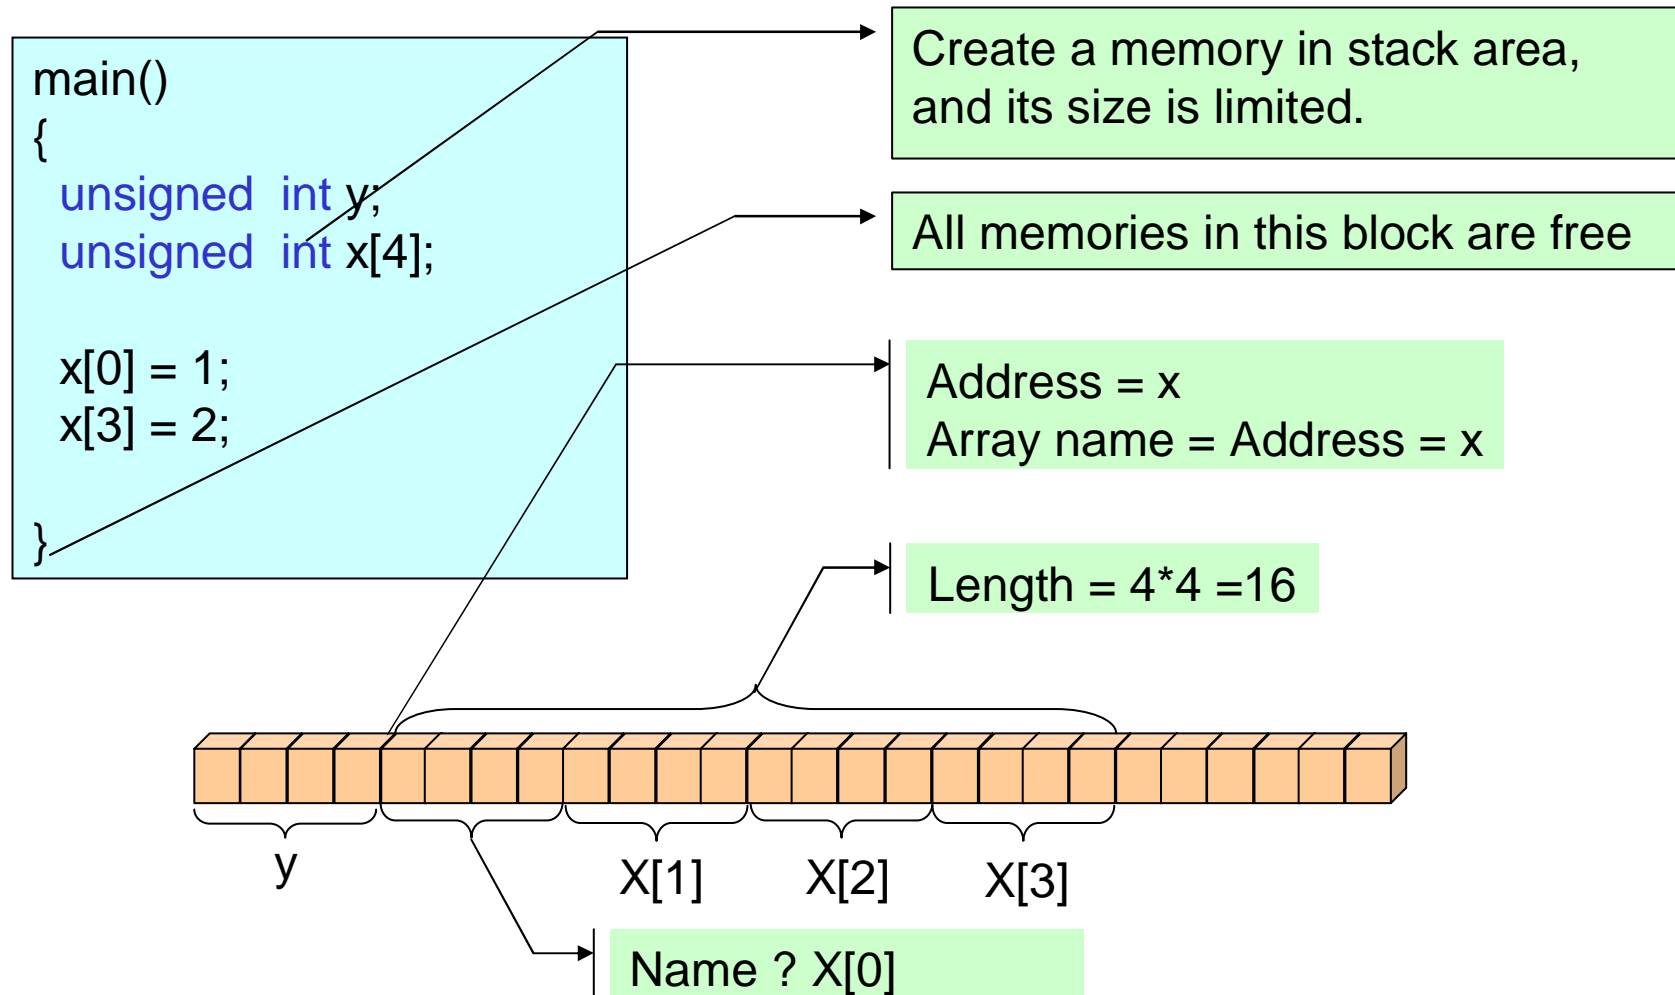 main()
{
unsigned int y;
unsigned int x[4];
x[0] = 1;
x[3] = 2;
}
Create a memory in stack area,
and its size is limited.
All memories in this block are free
Address = x
Array name = Address = x
Length = 4*4 =16
y
X[1]
X[2]
X[3]
Name ? X[0]